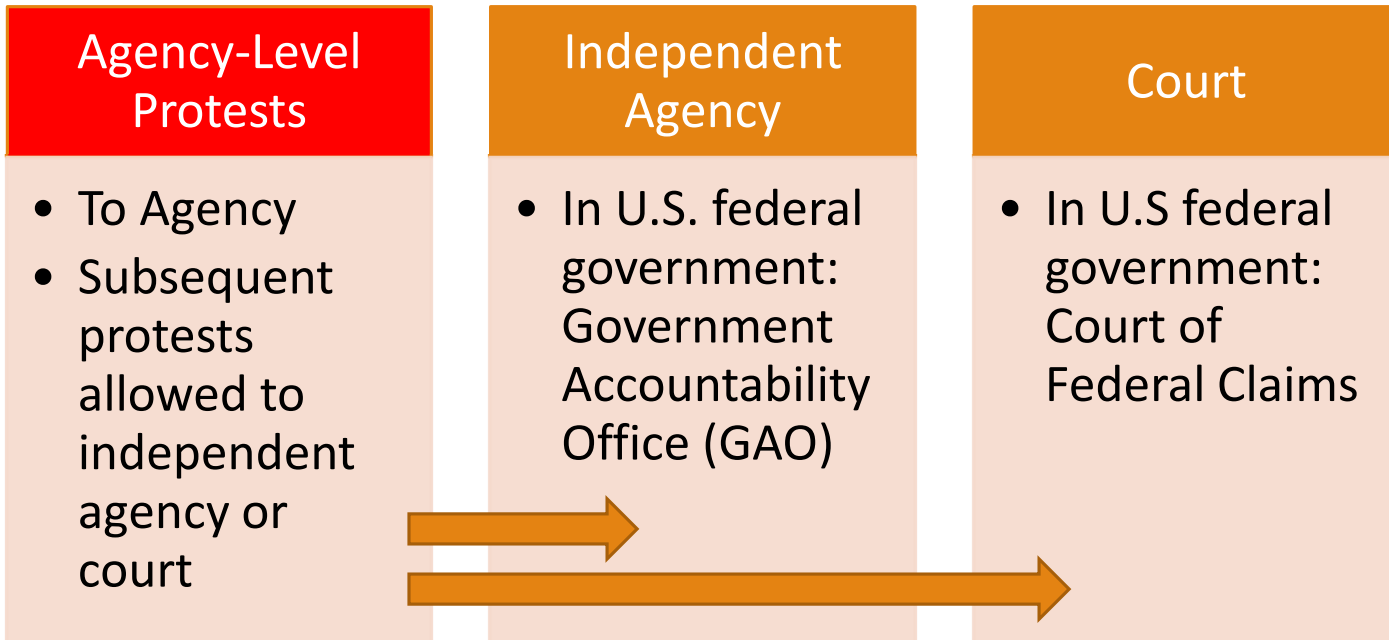 Agency-Level
Protests
• To Agency
• Subsequent
protests
allowed to
independent
agency or
court
Independent
Agency
• In U.S. federal
government:
Government
Accountability
Office (GAO)
Court
• In U.S federal
government:
Court of
Federal Claims